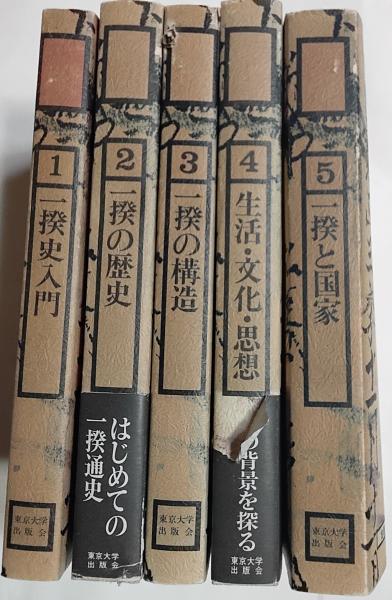 1
一揆史入門
東京大学
出版会
2
一揆の歴史
はじめての
一揆通史
東京大学
出版会
3
一揆の構造
東京大学
出版会
4
生活・文化・思想
の背景を探る
東京大学
出版会
5
一揆と国家
東京大学
出版会